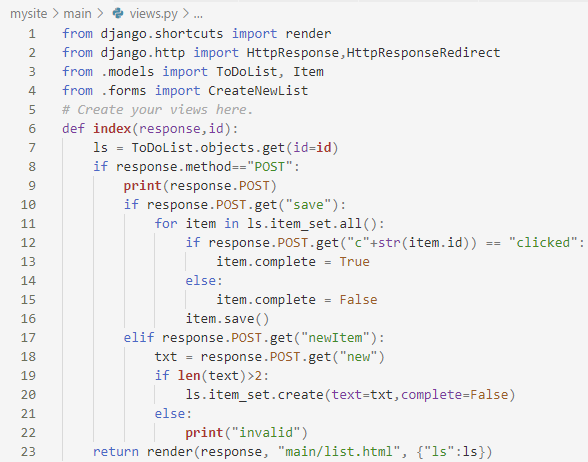 mysite > main > views.py > ...
1 from django.shortcuts import render
2 from django.http import HttpResponse,HttpResponseRedirect
3 from .models import ToDoList, Item
4 from .forms import CreateNewList
5 # Create your views here.
6 def index(response,id):
7     ls = ToDoList.objects.get(id=id)
8     if response.method=="POST":
9         print(response.POST)
10         if response.POST.get("save"):
11             for item in ls.item_set.all():
12                 if response.POST.get("c"+str(item.id)) == "clicked":
13                     item.complete = True
14                 else:
15                     item.complete = False
16                 item.save()
17         elif response.POST.get("newItem"):
18             txt = response.POST.get("new")
19             if len(text)>2:
20                 ls.item_set.create(text=txt,complete=False)
21             else:
22                 print("invalid")
23     return render(response, "main/list.html", {"ls":ls})